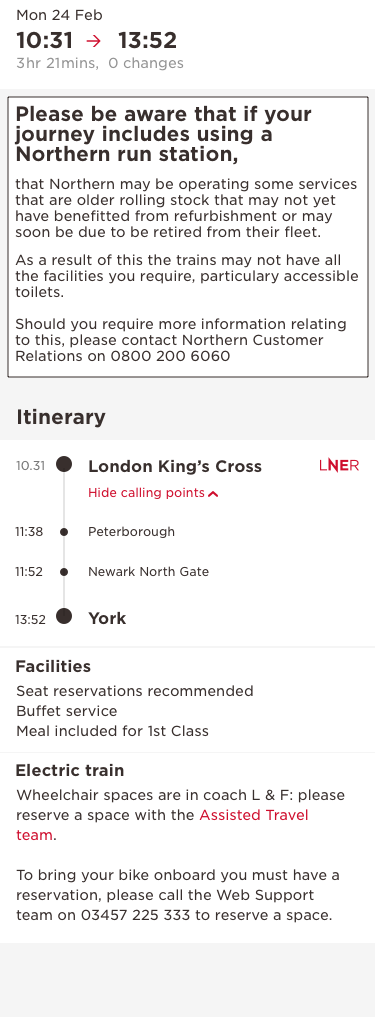 Mon 24 Feb
10:31 → 13:52
3hr 21mins, 0 changes
Please be aware that if your
journey includes using a
Northern run station,
that Northern may be operating some services
that are older rolling stock that may not yet
have benefitted from refurbishment or may
soon be due to be retired from their fleet.
As a result of this the trains may not have all
the facilities you require, particulary accessible
toilets.
Should you require more information relating
to this, please contact Northern Customer
Relations on 0800 200 6060
Itinerary
10.31 London King's Cross LNER
Hide calling points
11:38 Peterborough
11:52 Newark North Gate
13:52 York
Facilities
Seat reservations recommended
Buffet service
Meal included for 1st Class
Electric train
Wheelchair spaces are in coach L & F: please
reserve a space with the Assisted Travel
team.
To bring your bike onboard you must have a
reservation, please call the Web Support
team on 03457 225 333 to reserve a space.